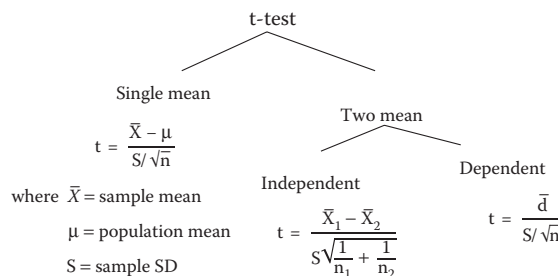 t-test
Single mean
t = X̄ – μ / S/√n
where X̄ = sample mean
μ = population mean
S = sample SD
Two mean
Independent
t = X̄₁ – X̄₂ / S√(1/n₁ + 1/n₂)
Dependent
t = d̄ / S/√n